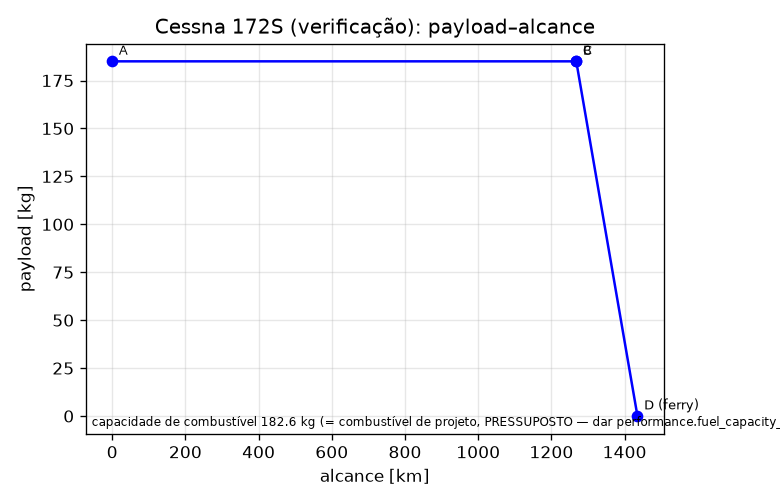 Cessna 172S (verificação): payload–alcance
A
B
C
175
150
125
100
75
50
25
0
payload [kg]
D (ferry)
capacidade de combustível 182.6 kg (= combustível de projeto, PRESSUPOSTO — dar performance.fuel_capacity_
0
200
400
600
800
1000
1200
1400
alcance [km]